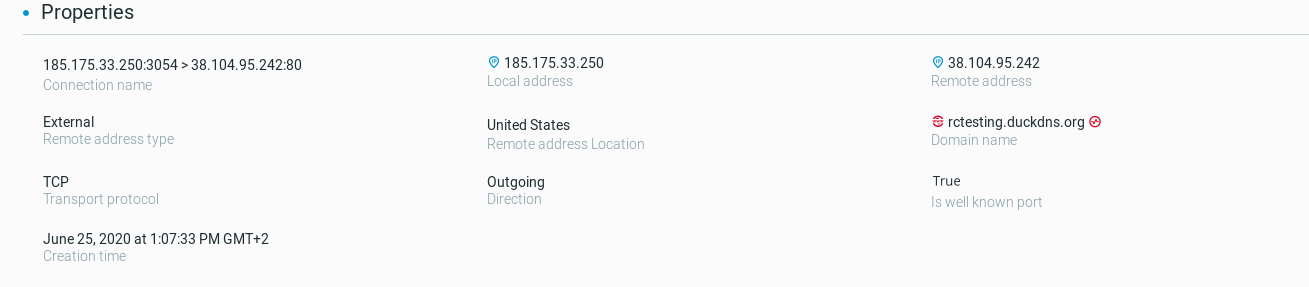 Properties
185.175.33.250:3054 > 38.104.95.242:80
Connection name
185.175.33.250
Local address
38.104.95.242
Remote address
External
Remote address type
United States
Remote address Location
rctesting.duckdns.org
Domain name
TCP
Transport protocol
Outgoing
Direction
True
Is well known port
June 25, 2020 at 1:07:33 PM GMT+2
Creation time